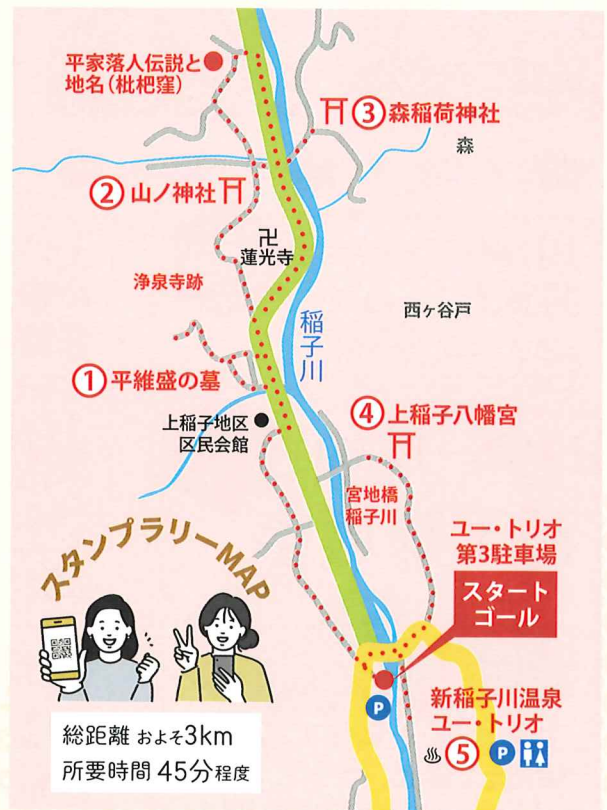 平家落人伝説と
地名(枇杷窪)
③森稲荷神社
森
②山ノ神社
卍
蓮光寺
浄泉寺跡
西ヶ谷戸
稲子川
①平維盛の墓
上稲子地区
区民会館
④上稲子八幡宮
宮地橋
稲子川
スタンプラリーMAP
ユー・トリオ
第3駐車場
スタート
ゴール
P
新稲子川温泉
ユー・トリオ
♨⑤ P
総距離 およそ3km
所要時間 45分程度